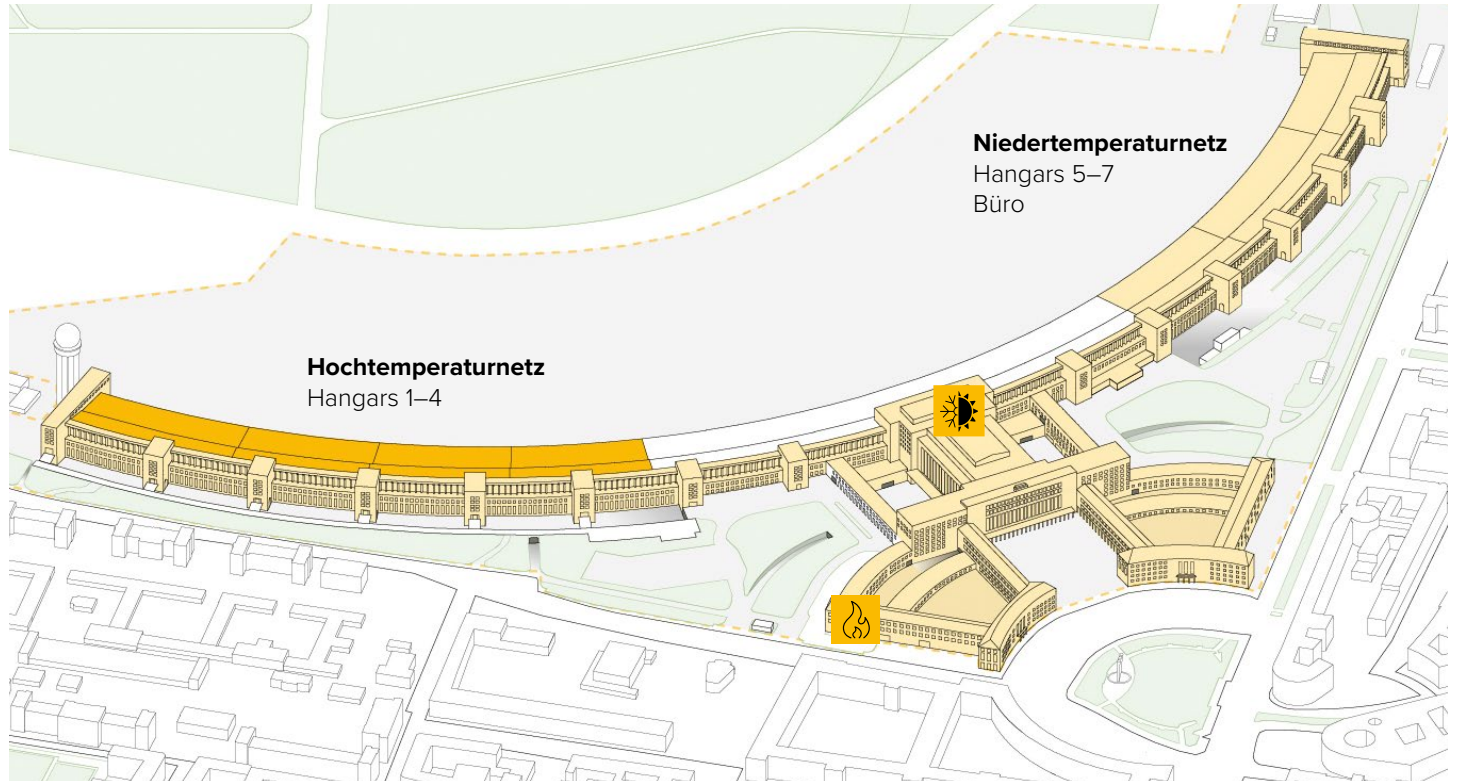 Niedertemperaturnetz
Hangars 5–7
Büro
Hochtemperaturnetz
Hangars 1–4